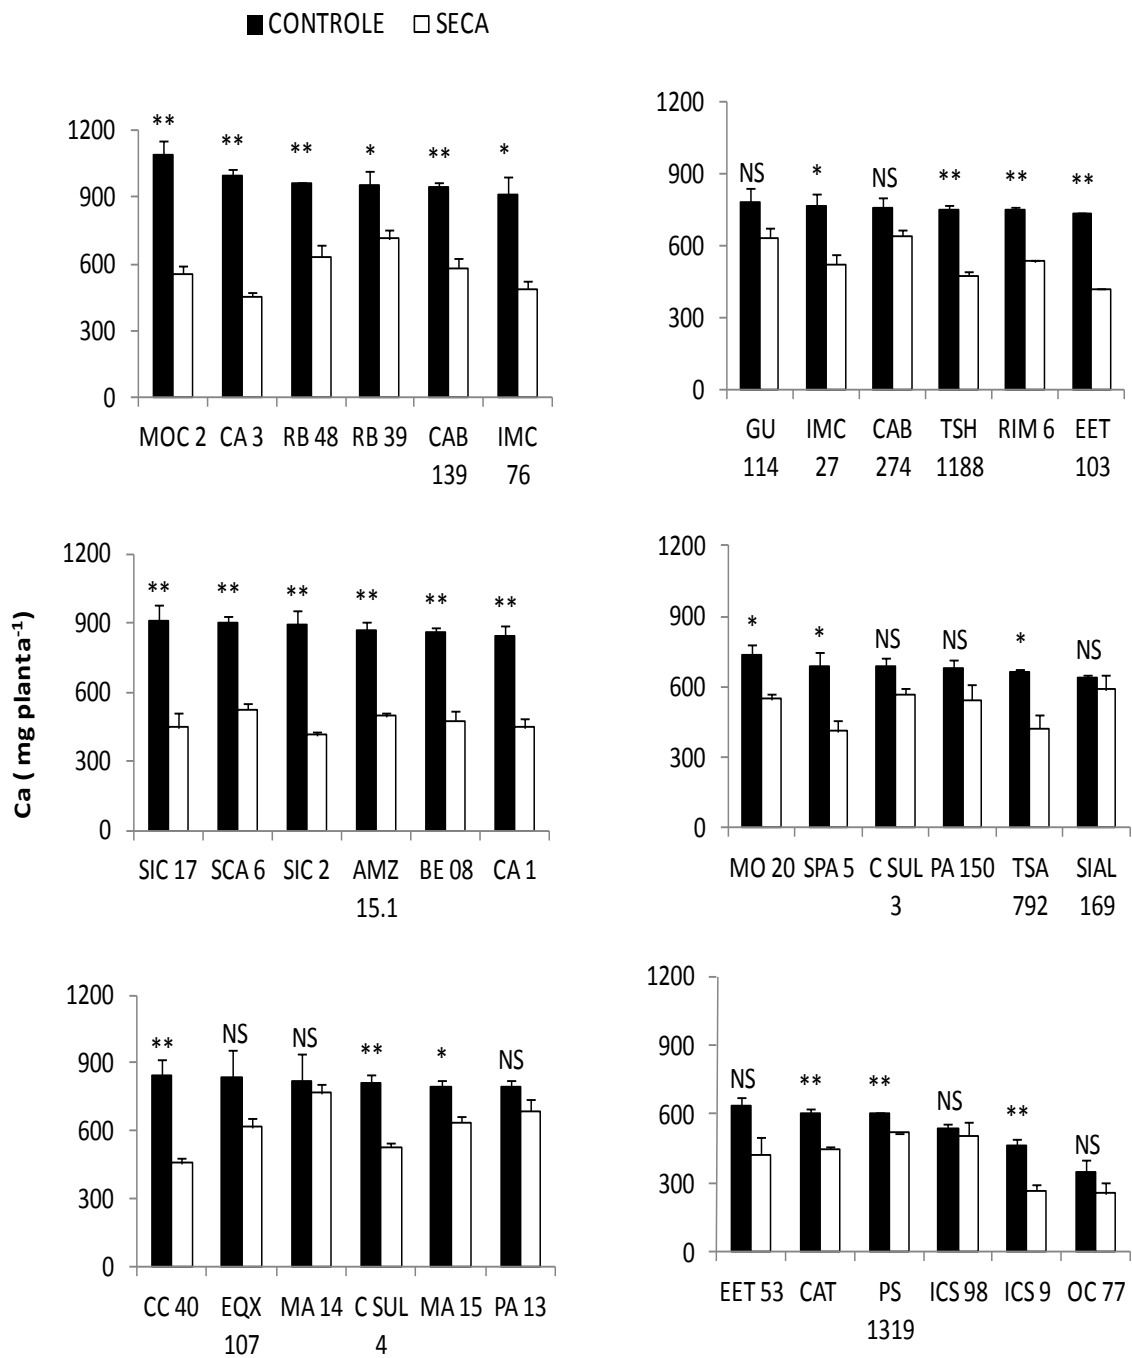 CONTROLE SECA
1200
900
600
300
0
** ** ** * ** *
MOC 2 CA 3 RB 48 RB 39 CAB IMC
139 76
1200
900
600
300
0
NS * NS ** ** **
GU IMC CAB TSH RIM 6 EET
114 27 274 1188 103
Ca ( mg planta-1)
1200
900
600
300
0
** ** ** ** ** **
SIC 17 SCA 6 SIC 2 AMZ BE 08 CA 1
15.1
1200
900
600
300
0
* * NS NS * NS
MO 20 SPA 5 C SUL PA 150 TSA SIAL
3 792 169
1200
900
600
300
0
** NS NS ** * NS
CC 40 EQX MA 14 C SUL MA 15 PA 13
107 4
1200
900
600
300
0
NS ** ** NS ** NS
EET 53 CAT PS ICS 98 ICS 9 OC 77
1319